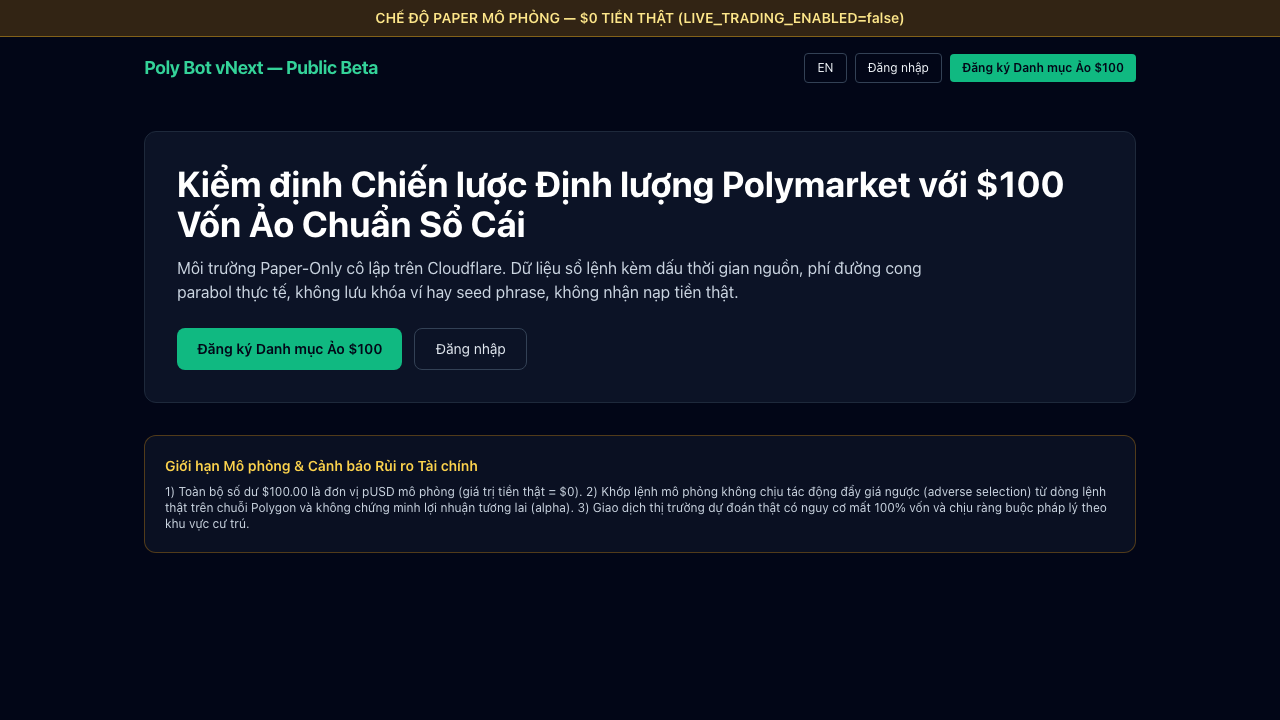 CHẾ ĐỘ PAPER MÔ PHỎNG — $0 TIỀN THẬT (LIVE_TRADING_ENABLED=false)
Poly Bot vNext — Public Beta
EN
Đăng nhập
Đăng ký Danh mục Ảo $100
Kiểm định Chiến lược Định lượng Polymarket với $100
Vốn Ảo Chuẩn Sổ Cái
Môi trường Paper-Only cô lập trên Cloudflare. Dữ liệu sổ lệnh kèm dấu thời gian nguồn, phí đường cong
parabol thực tế, không lưu khóa ví hay seed phrase, không nhận nạp tiền thật.
Đăng ký Danh mục Ảo $100
Đăng nhập
Giới hạn Mô phỏng & Cảnh báo Rủi ro Tài chính
1) Toàn bộ số dư $100.00 là đơn vị pUSD mô phỏng (giá trị tiền thật = $0). 2) Khớp lệnh mô phỏng không chịu tác động đẩy giá ngược (adverse selection) từ dòng lệnh
thật trên chuỗi Polygon và không chứng minh lợi nhuận tương lai (alpha). 3) Giao dịch thị trường dự đoán thật có nguy cơ mất 100% vốn và chịu ràng buộc pháp lý theo
khu vực cư trú.